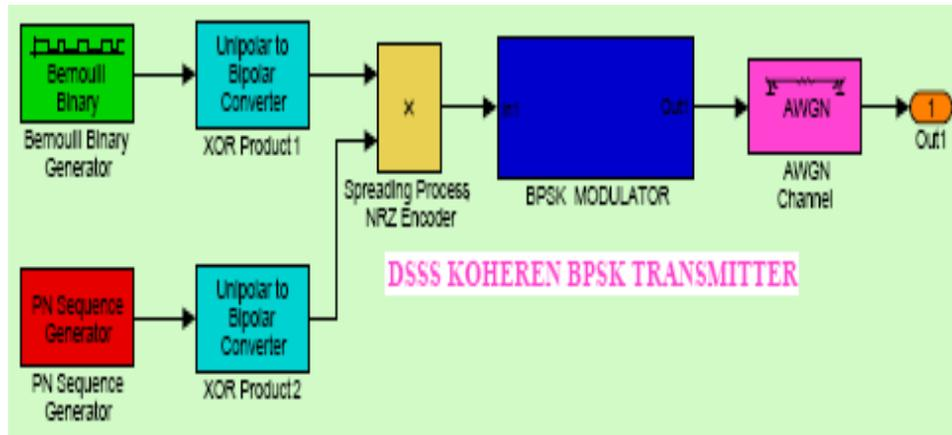 Bernoulli
Binary
Bernoulli Binary
Generator
Unipolar to
Bipolar
Converter
XOR Product 1
×
Spreading Process,
NRZ Encoder
In1
Out1
BPSK MODULATOR
AWGN
AWGN
Channel
1
Out1
DSSS KOHEREN BPSK TRANSMITTER
PN Sequence
Generator
PN Sequence
Generator
Unipolar to
Bipolar
Converter
XOR Product 2